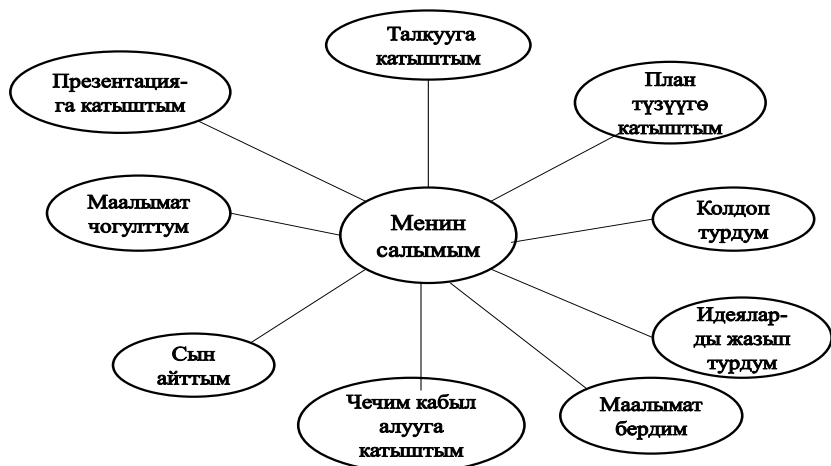 Талкууга
катыштым
Презентация-
га катыштым
План
түзүүгө
катыштым
Маалымат
чогулттум
Менин
салымым
Колдоп
турдум
Идеялар-
ды жазып
турдум
Сын
айттым
Чечим кабыл
алууга
катыштым
Маалымат
бердим